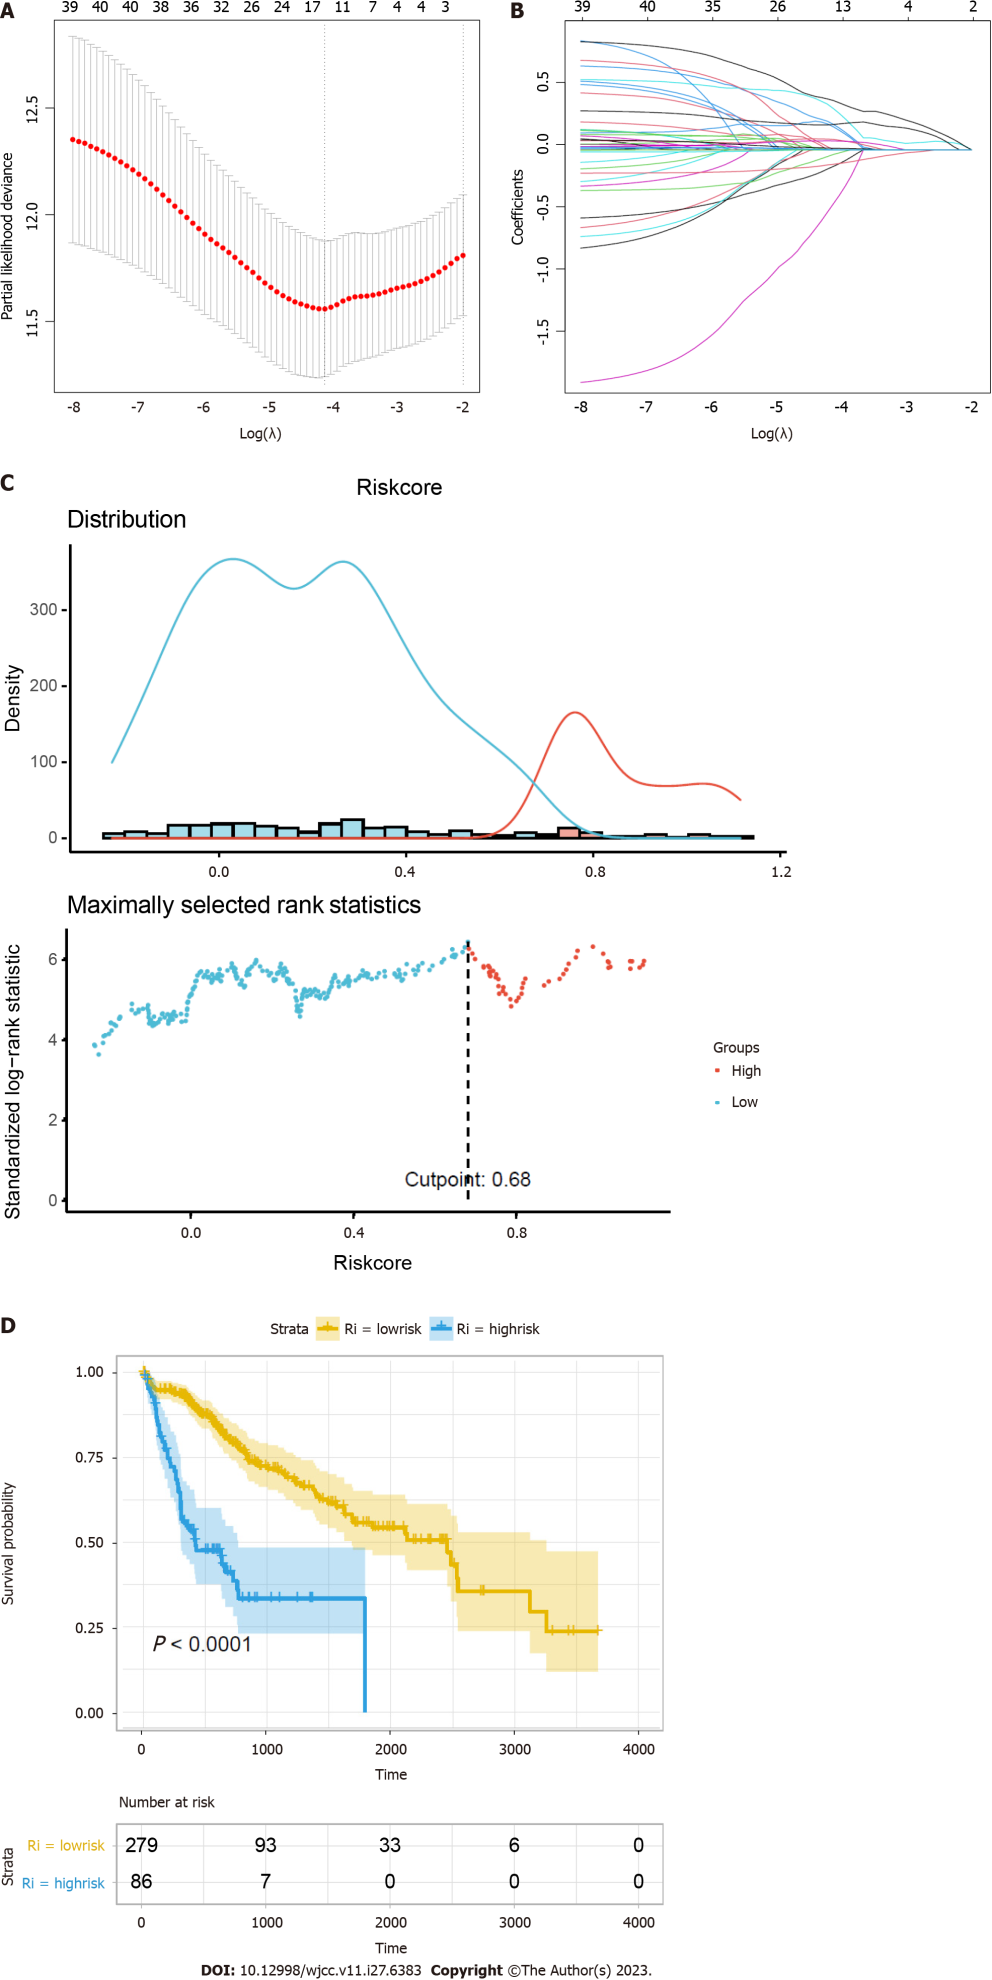 A
39 40 40 38 36 32 26 24 17 11 7 4 4 3
12.5
12.0
11.5
Partial likelihood deviance
-8 -7 -6 -5 -4 -3 -2
Log(λ)
B
39 40 35 26 13 4 2
0.5
0.0
-0.5
-1.0
-1.5
Coefficients
-8 -7 -6 -5 -4 -3 -2
Log(λ)
C
Riskcore
Distribution
300
200
100
0
Density
0.0 0.4 0.8 1.2
Maximally selected rank statistics
6
4
2
0
Standardized log-rank statistic
Cutpoint: 0.68
0.0 0.4 0.8
Riskcore
Groups
High
Low
D
Strata Ri = lowrisk Ri = highrisk
1.00
0.75
0.50
0.25
0.00
Survival probability
P < 0.0001
0 1000 2000 3000 4000
Time
Number at risk
Strata
Ri = lowrisk 279 93 33 6 0
Ri = highrisk 86 7 0 0 0
0 1000 2000 3000 4000
Time
DOI: 10.12998/wjcc.v11.i27.6383 Copyright ©The Author(s) 2023.